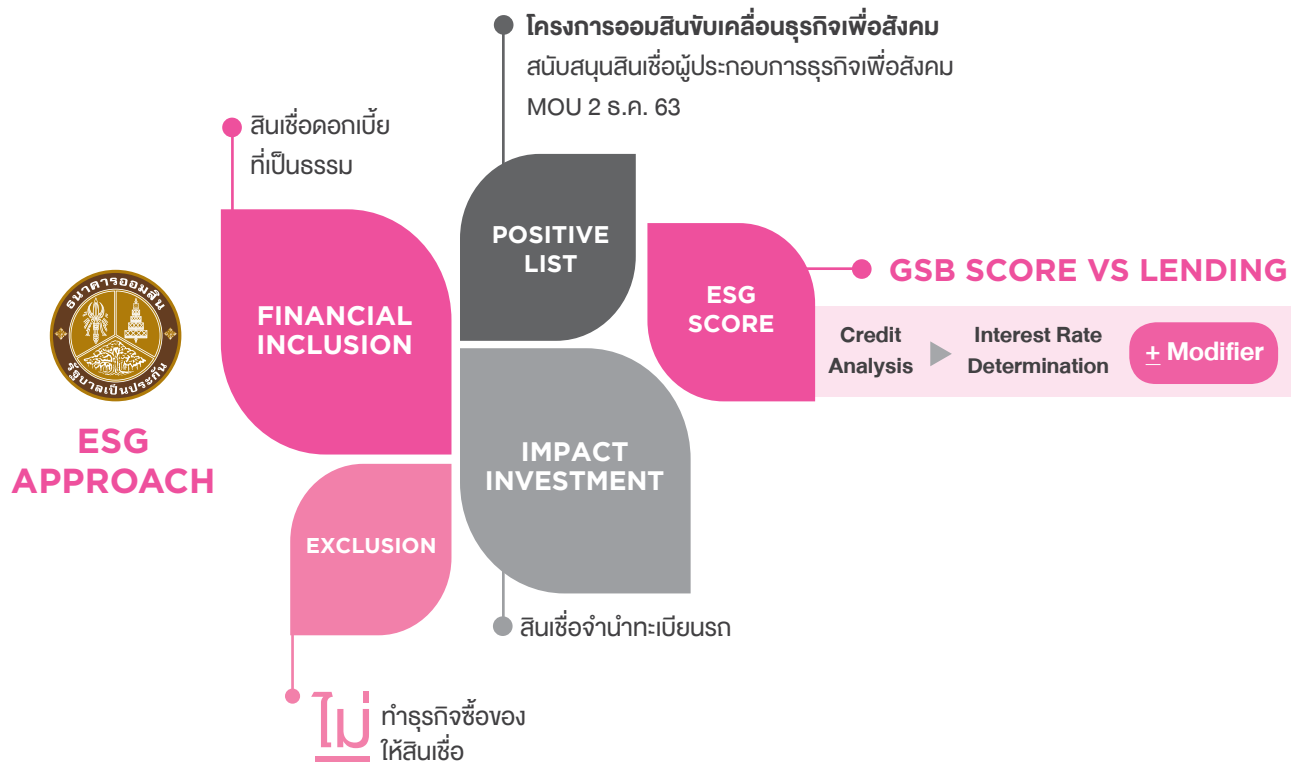 โครงการออมสินขับเคลื่อนธุรกิจเพื่อสังคม
สนับสนุนสินเชื่อผู้ประกอบการธุรกิจเพื่อสังคม
MOU 2 ธ.ค. 63
สินเชื่อดอกเบี้ย
ที่เป็นธรรม
POSITIVE
LIST
FINANCIAL
INCLUSION
ESG
SCORE
GSB SCORE VS LENDING
Credit
Analysis
Interest Rate
Determination
± Modifier
ธนาคารออมสิน
รัฐบาลเป็นประกัน
ESG
APPROACH
IMPACT
INVESTMENT
EXCLUSION
สินเชื่อจำนำทะเบียนรถ
ไม่
ทำธุรกิจซื้อของ
ให้สินเชื่อ